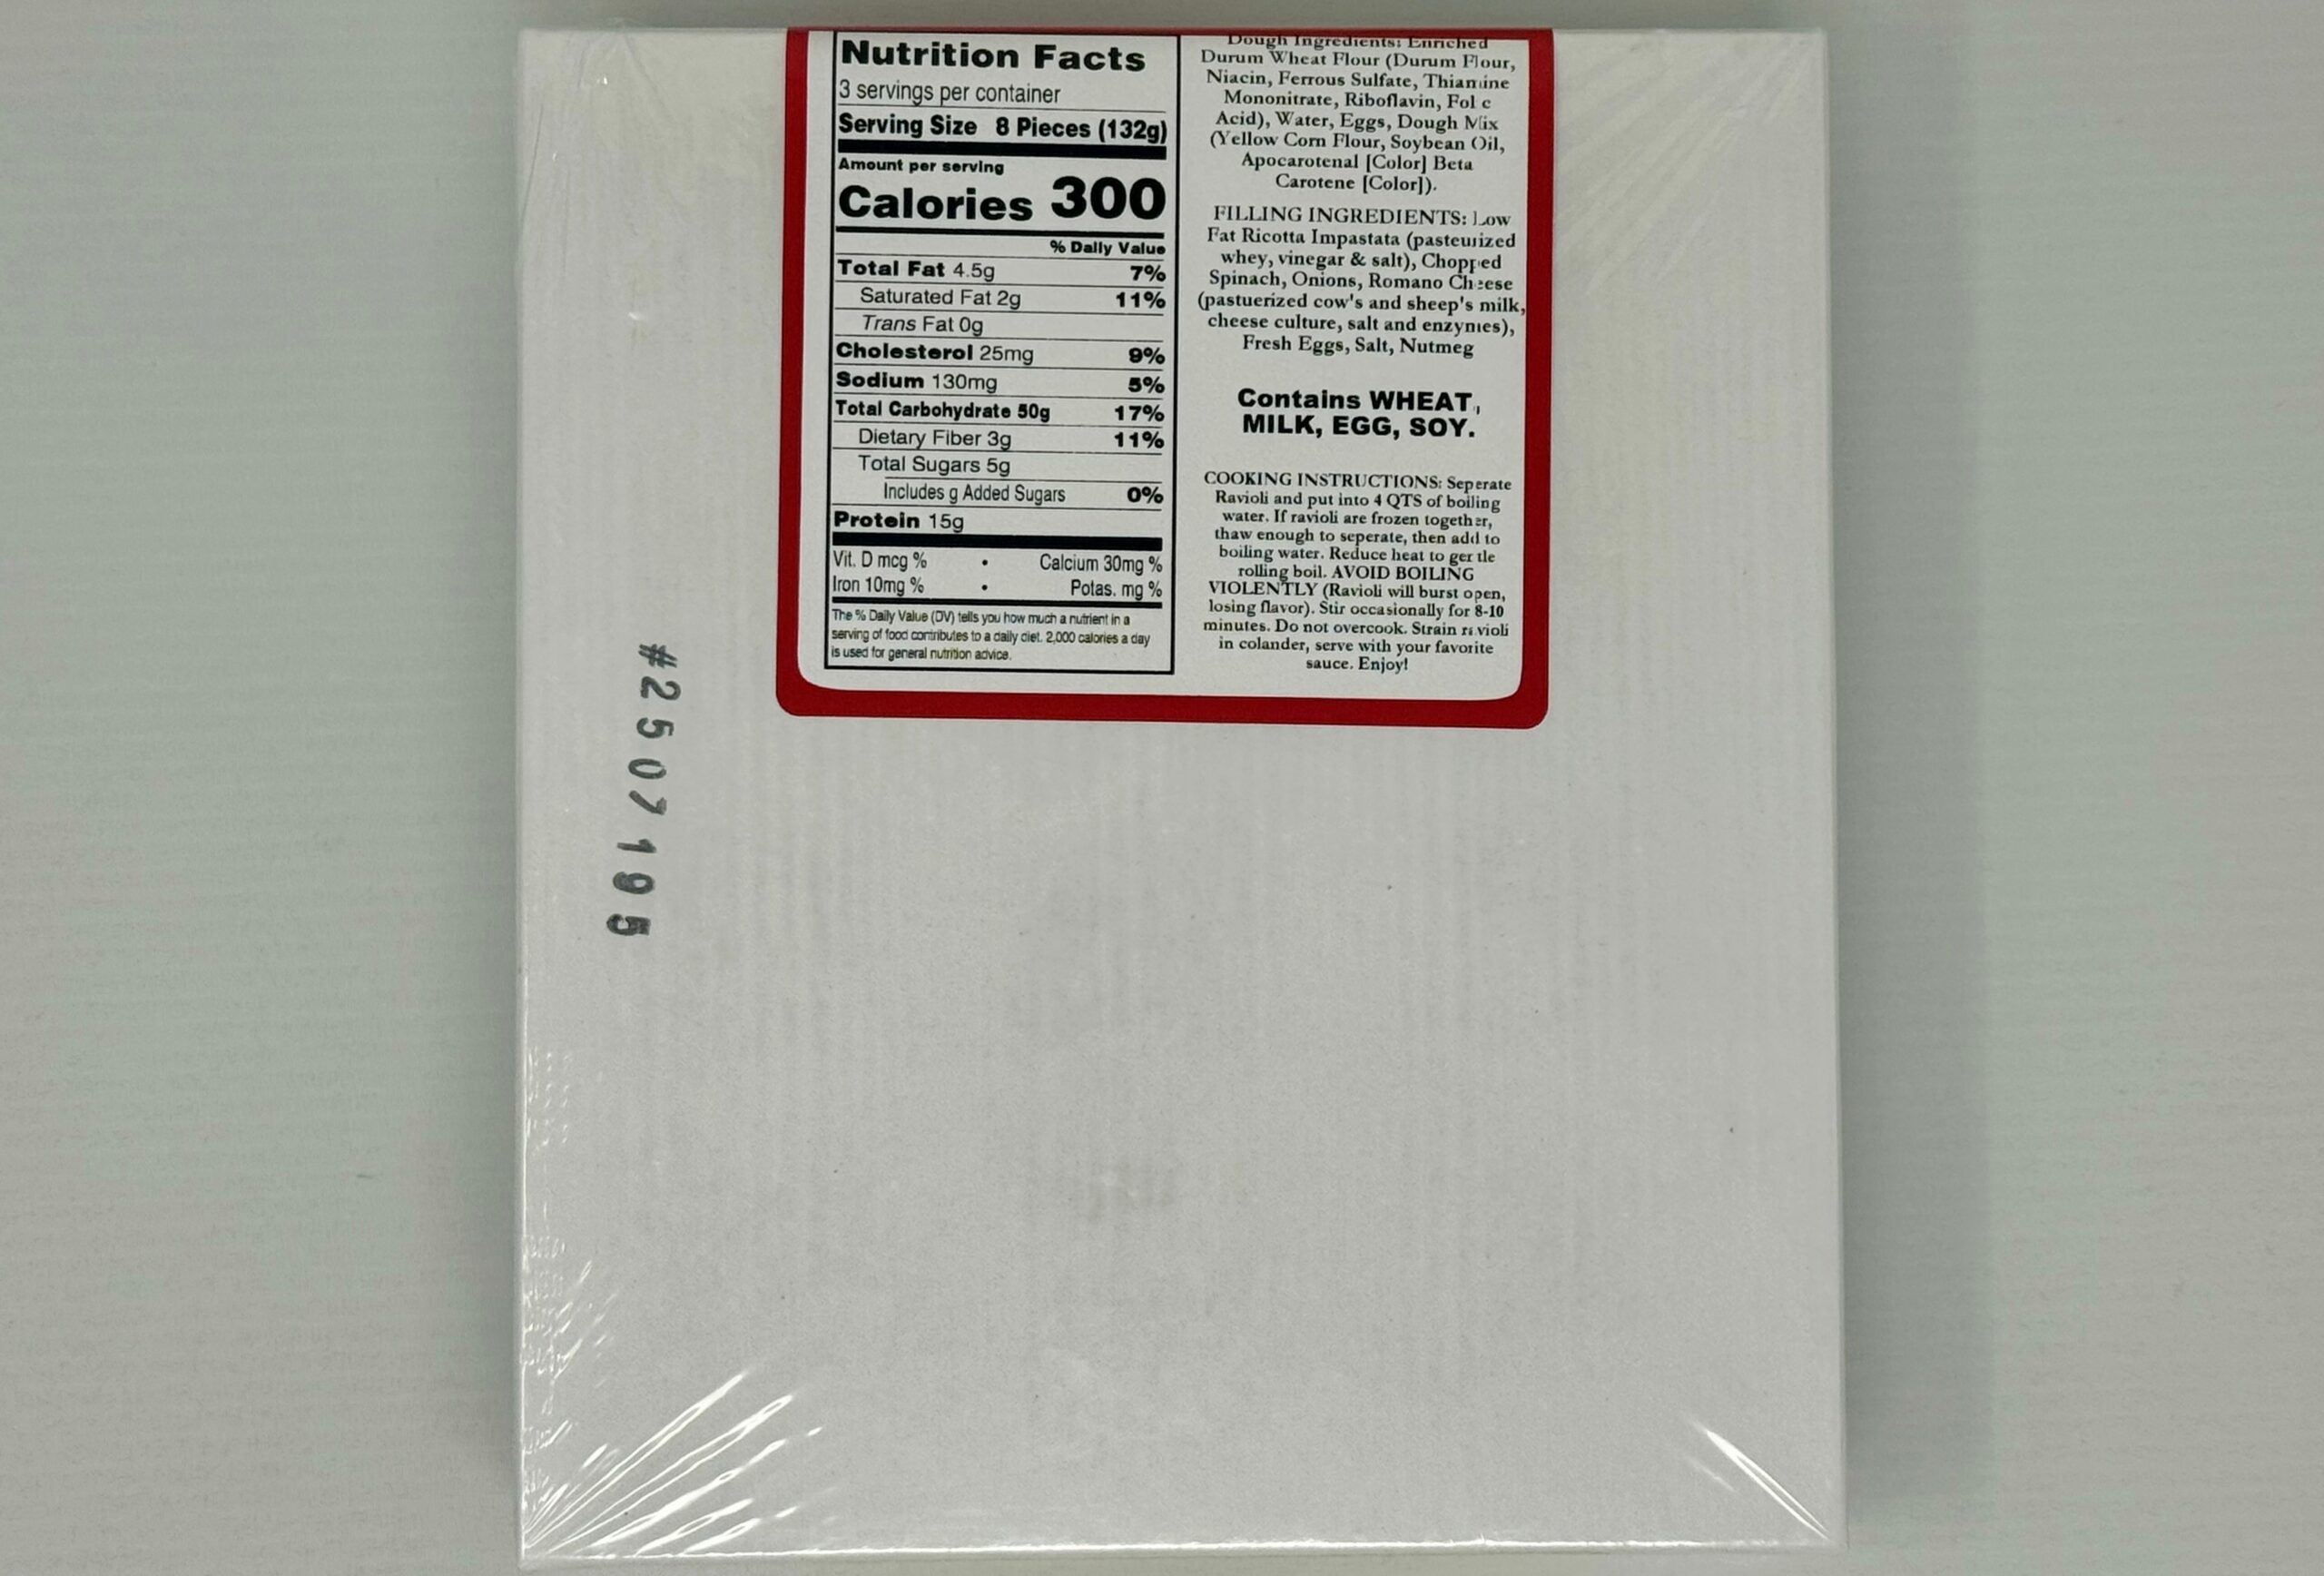 Nutrition Facts
3 servings per container
Serving Size 8 Pieces (132g)
Amount per serving
Calories 300
% Daily Value
Total Fat 4.5g 7%
Saturated Fat 2g 11%
Trans Fat 0g
Cholesterol 25mg 9%
Sodium 130mg 5%
Total Carbohydrate 50g 17%
Dietary Fiber 3g 11%
Total Sugars 5g
Includes g Added Sugars 0%
Protein 15g
Vit. D mcg % • Calcium 30mg %
Iron 10mg % • Potas. mg %
The % Daily Value (DV) tells you how much a nutrient in a
serving of food contributes to a daily diet. 2,000 calories a day
is used for general nutrition advice.
Dough Ingredients: Enriched
Durum Wheat Flour (Durum Flour,
Niacin, Ferrous Sulfate, Thiamine
Mononitrate, Riboflavin, Folic
Acid), Water, Eggs, Dough Mix
(Yellow Corn Flour, Soybean Oil,
Apocarotenal [Color] Beta
Carotene [Color]).
FILLING INGREDIENTS: Low
Fat Ricotta Impastata (pasteurized
whey, vinegar & salt), Chopped
Spinach, Onions, Romano Cheese
(pastuerized cow's and sheep's milk,
cheese culture, salt and enzymes),
Fresh Eggs, Salt, Nutmeg
Contains WHEAT,
MILK, EGG, SOY.
COOKING INSTRUCTIONS: Seperate
Ravioli and put into 4 QTS of boiling
water. If ravioli are frozen together,
thaw enough to seperate, then add to
boiling water. Reduce heat to gentle
rolling boil. AVOID BOILING
VIOLENTLY (Ravioli will burst open,
losing flavor). Stir occasionally for 8-10
minutes. Do not overcook. Strain ravioli
in colander, serve with your favorite
sauce. Enjoy!
#2507195